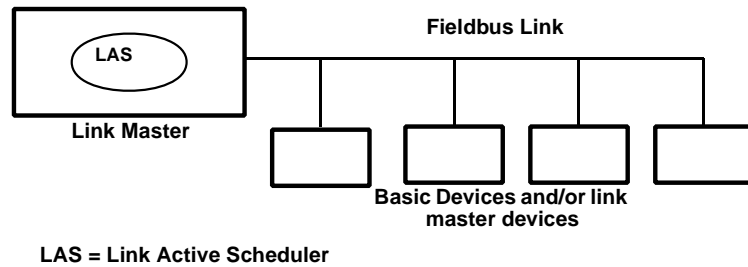 Fieldbus Link
LAS
Link Master
Basic Devices and/or link
master devices
LAS = Link Active Scheduler